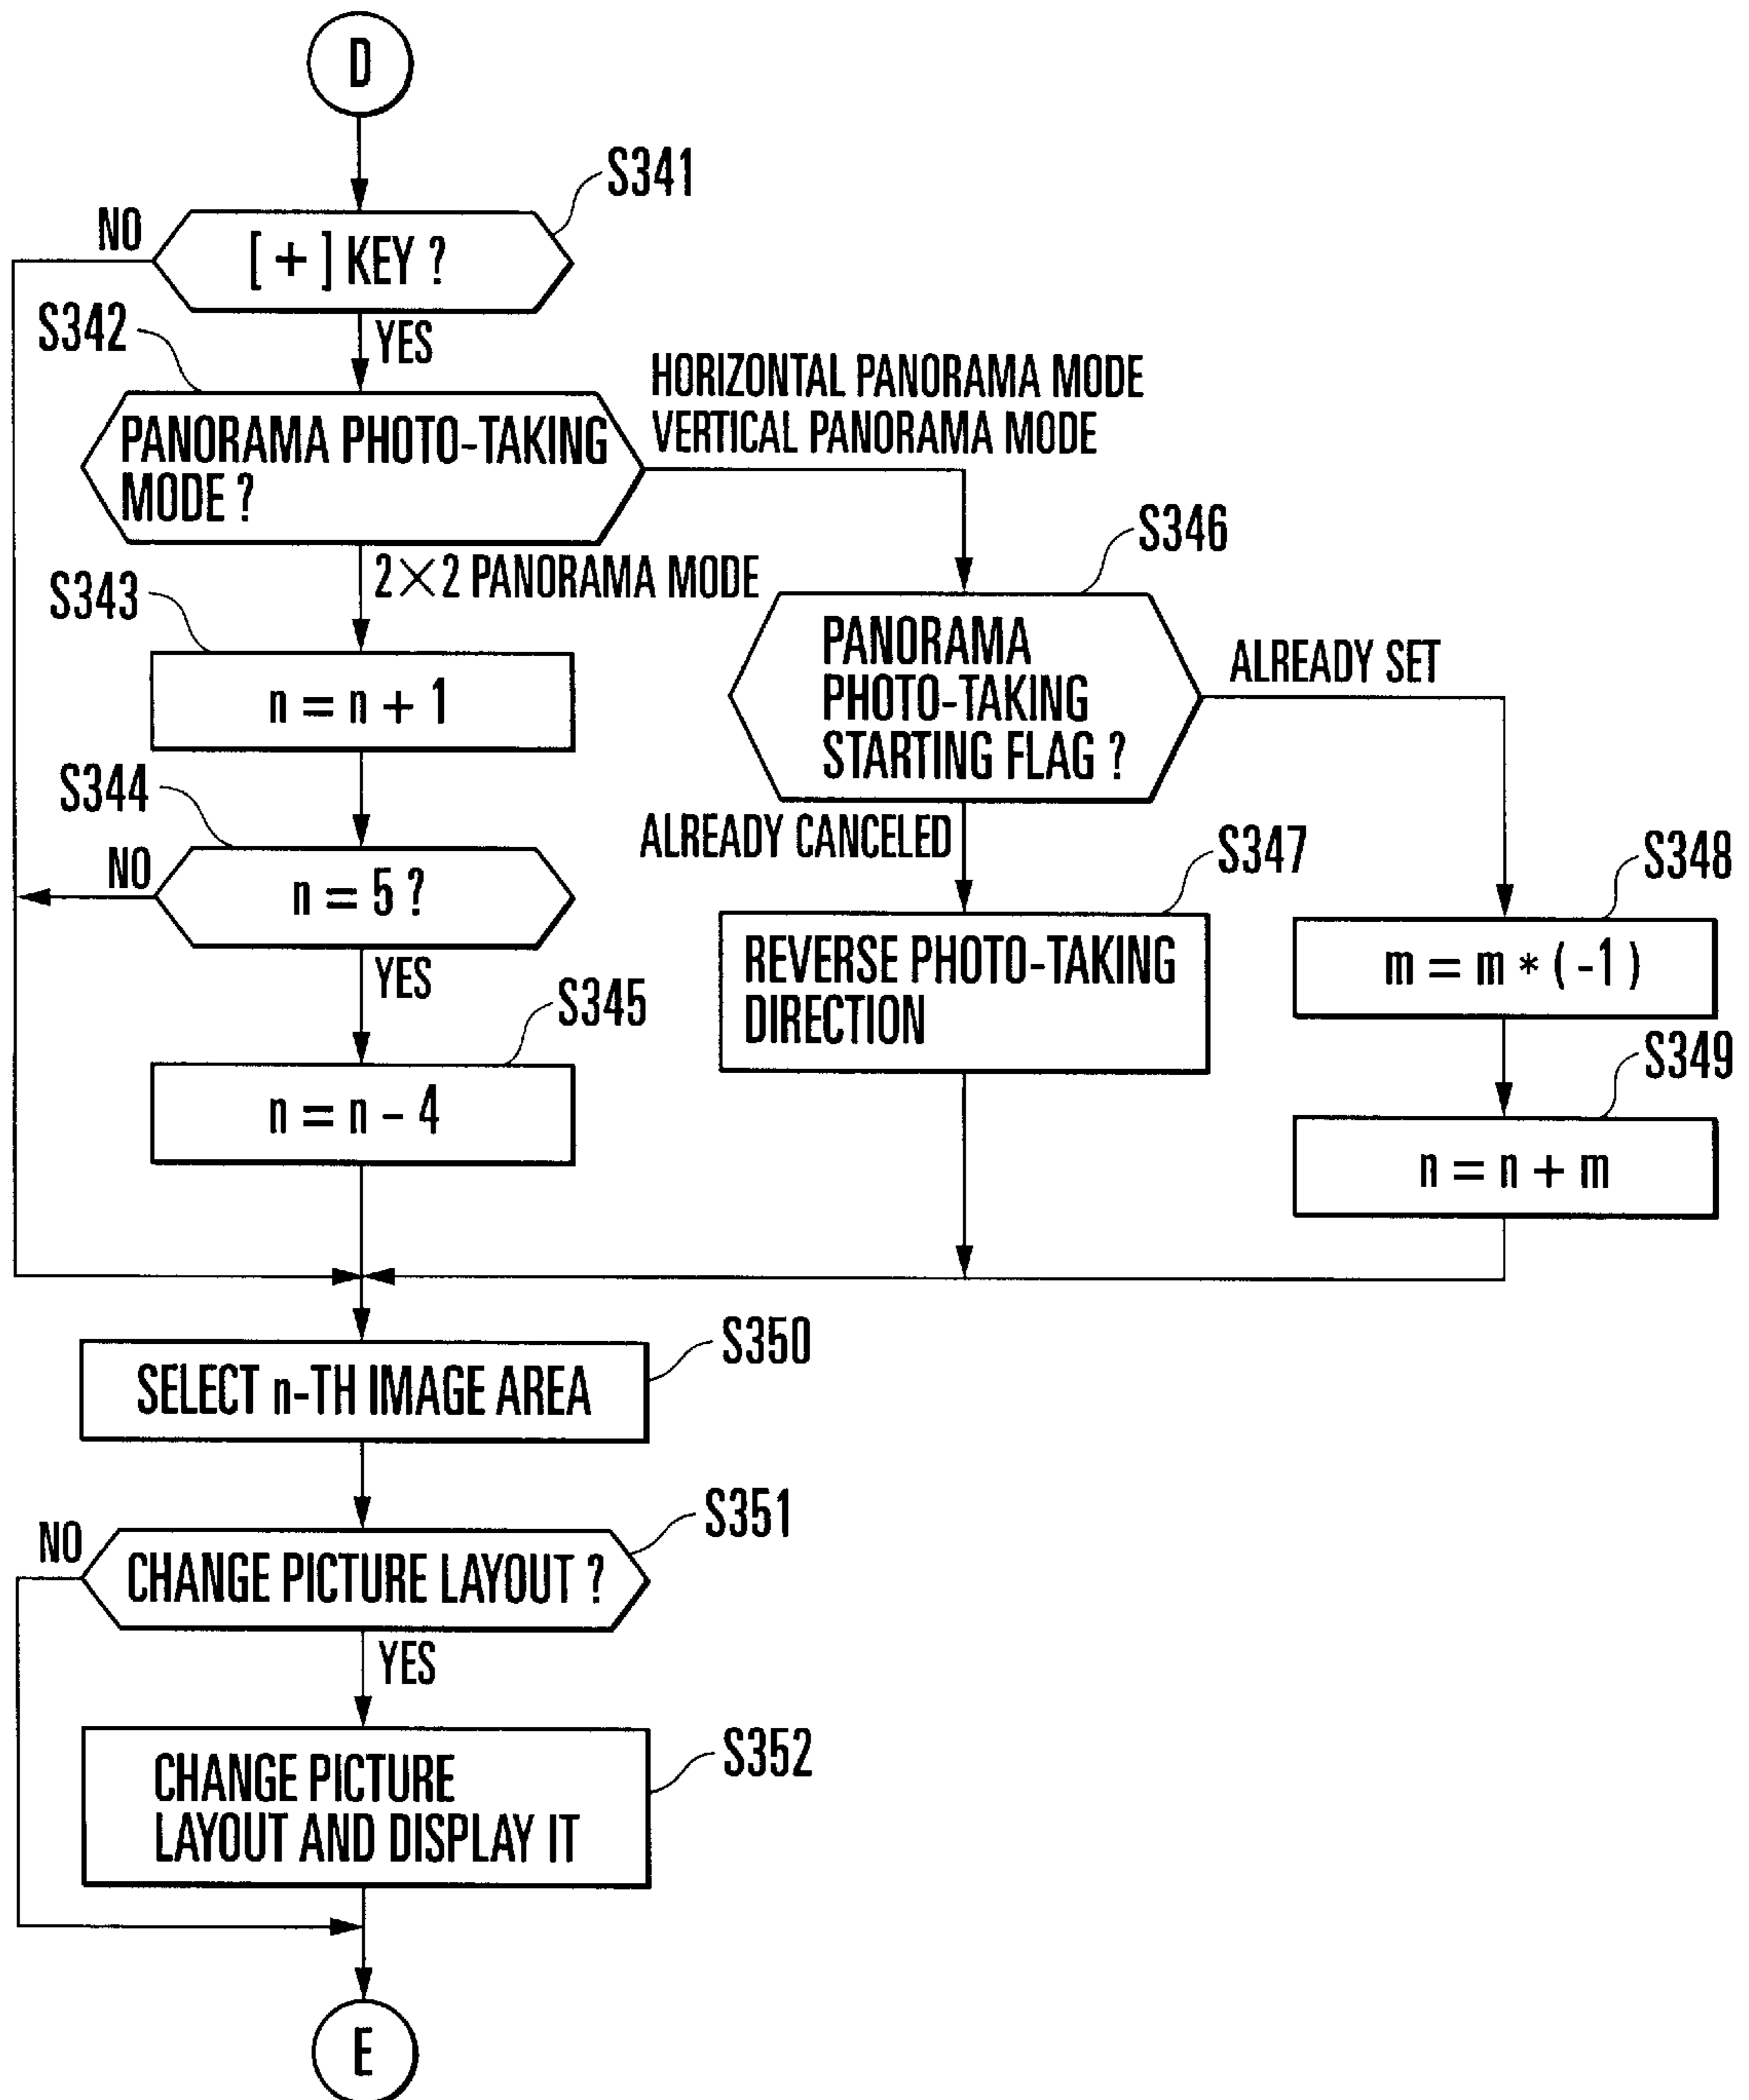 D
S341
NO
[ + ] KEY ?
S342
YES
HORIZONTAL PANORAMA MODE
VERTICAL PANORAMA MODE
PANORAMA PHOTO-TAKING
MODE ?
S346
2×2 PANORAMA MODE
S343
PANORAMA
PHOTO-TAKING
STARTING FLAG ?
ALREADY SET
n = n + 1
S344
ALREADY CANCELED
S347
S348
NO
n = 5 ?
YES
REVERSE PHOTO-TAKING
DIRECTION
m = m * ( -1 )
S345
S349
n = n - 4
n = n + m
S350
SELECT n-TH IMAGE AREA
S351
NO
CHANGE PICTURE LAYOUT ?
YES
S352
CHANGE PICTURE
LAYOUT AND DISPLAY IT
E